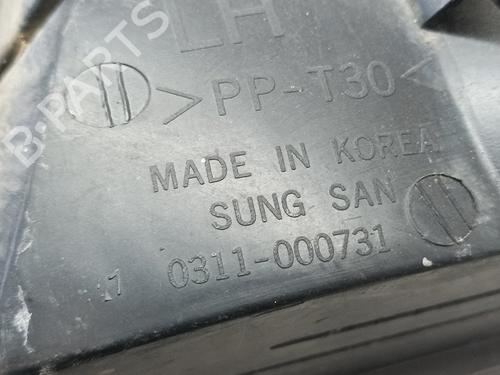 LH
>PP-T30<
MADE IN KOREA
SUNG SAN
0311-000731
B-PARTS